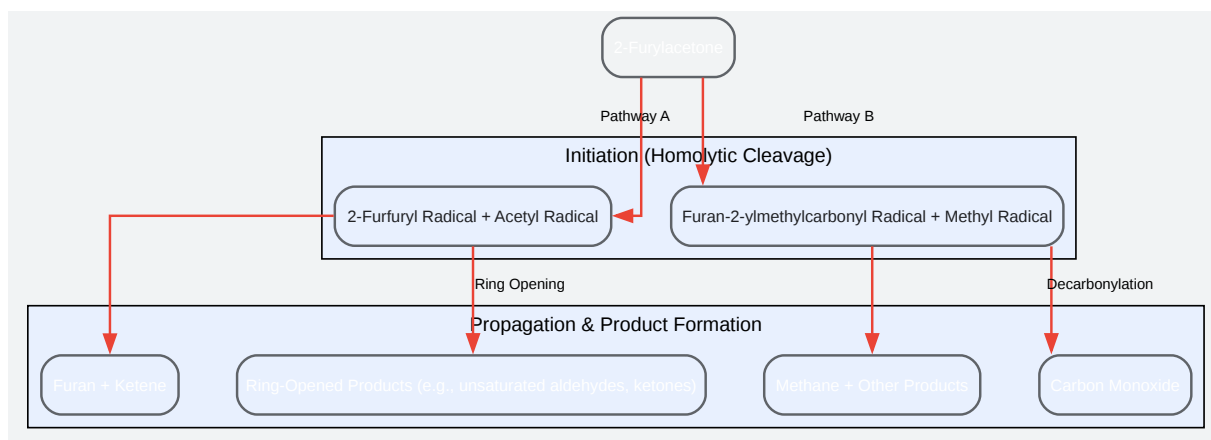 2-Furylacetone
Pathway A
Pathway B
Initiation (Homolytic Cleavage)
2-Furfuryl Radical + Acetyl Radical
Furan-2-ylmethylcarbonyl Radical + Methyl Radical
Ring Opening
Decarbonylation
Propagation & Product Formation
Furan + Ketene
Ring-Opened Products (e.g., unsaturated aldehydes, ketones)
Methane + Other Products
Carbon Monoxide